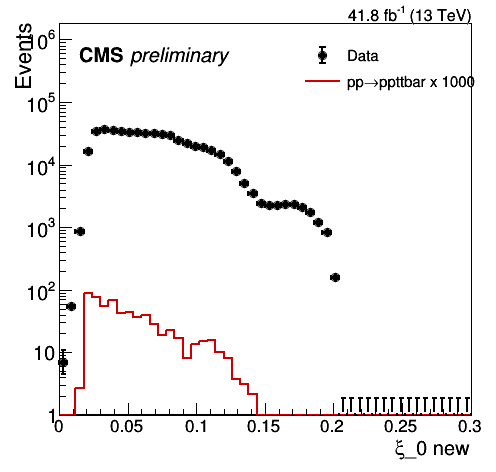 41.8 fb⁻¹ (13 TeV)
Events
CMS preliminary
Data
pp→ppttbar x 1000
10⁶
10⁵
10⁴
10³
10²
10
1
0 0.05 0.1 0.15 0.2 0.25 0.3
ξ_0 new